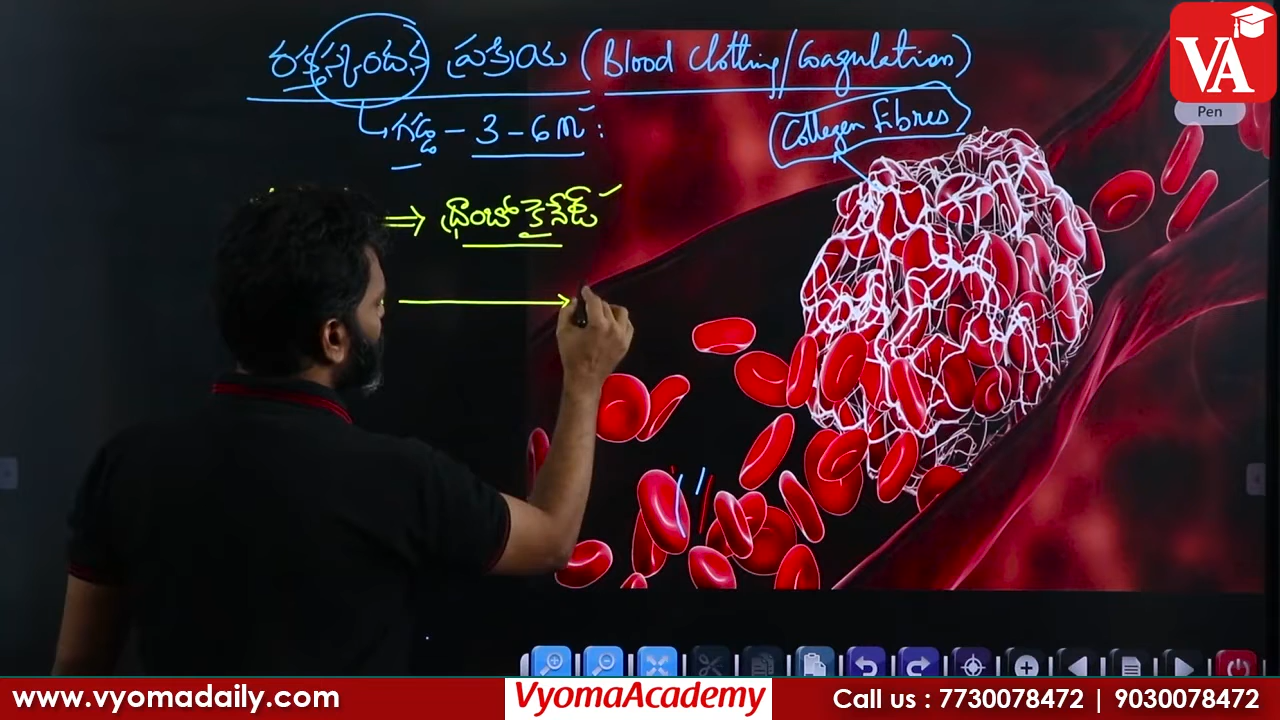 రక్తస్కందన ప్రక్రియ (Blood Clotting/Coagulation)
VA
Pen
గడ్డ - 3 - 6 m :
Collegen Fibres
⇒ థ్రాంబోకైనేజ్
www.vyomadaily.com
VyomaAcademy
Call us : 7730078472 | 9030078472